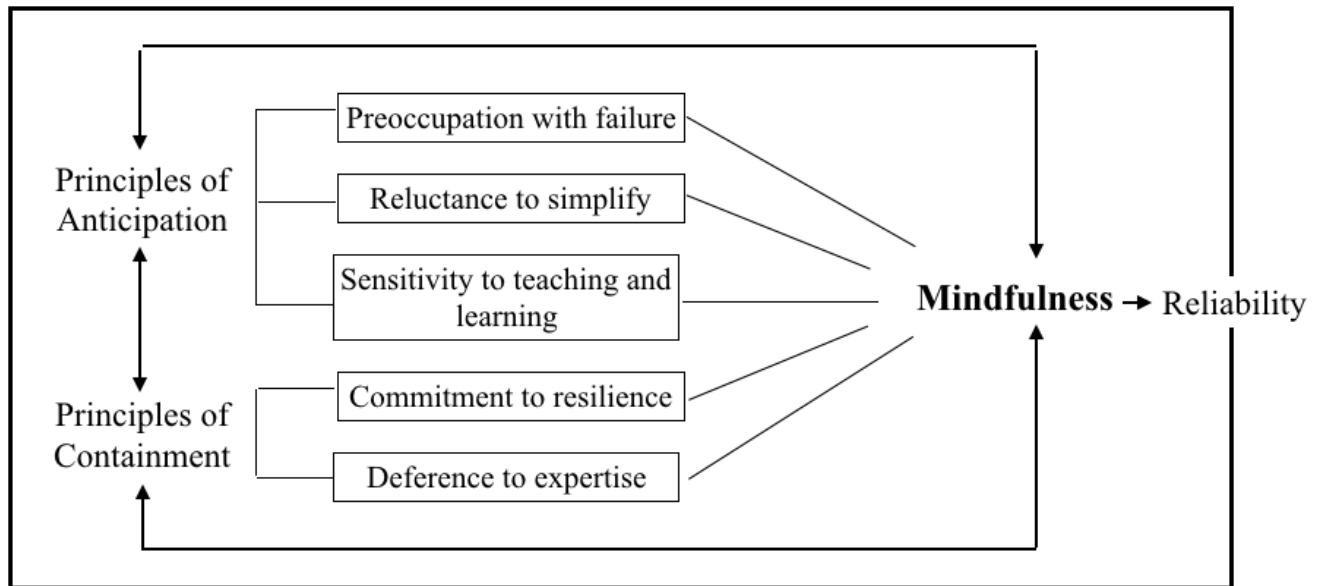 Preoccupation with failure
Principles of
Anticipation
Reluctance to simplify
Sensitivity to teaching and
learning
Mindfulness
Reliability
Commitment to resilience
Principles of
Containment
Deference to expertise